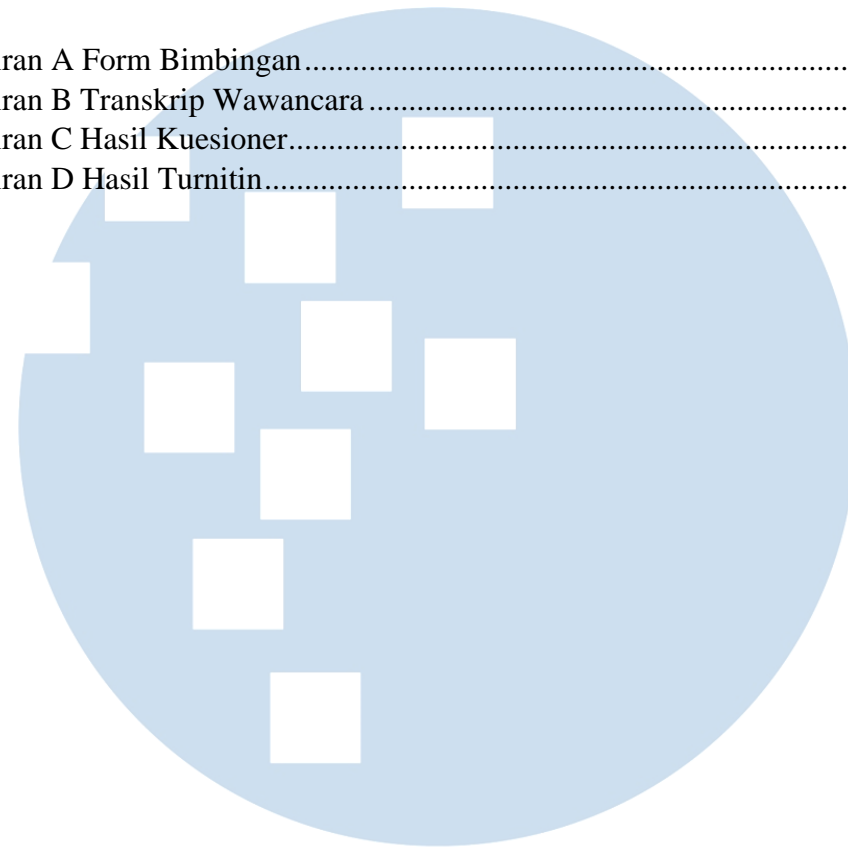 ran A Form Bimbingan................................................................................
ran B Transkrip Wawancara ........................................................................
ran C Hasil Kuesioner..................................................................................
ran D Hasil Turnitin.....................................................................................